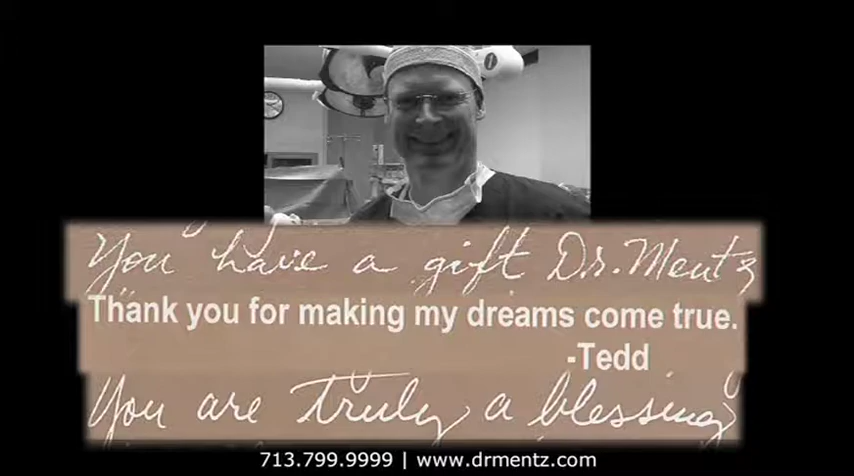 You have a gift Dr. Mentz
Thank you for making my dreams come true.
-Tedd
You are truly a blessing
713.799.9999 | www.drmentz.com